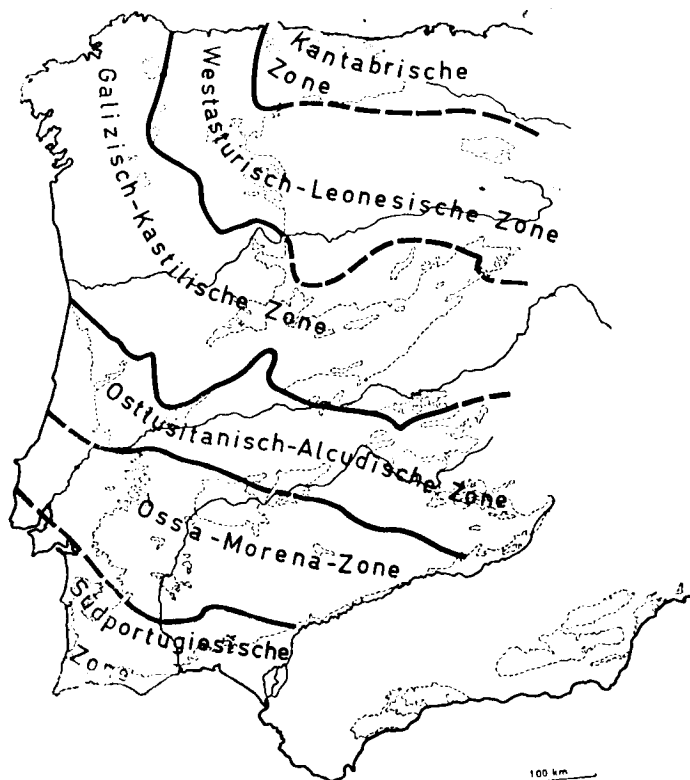 Kantabrische
Zone
Westasturisch-Leonesische Zone
Galizisch-Kastilische Zone
Ostlusitanisch-Alcudische Zone
Ossa-Morena-Zone
Südportugiesische
Zone
100 km